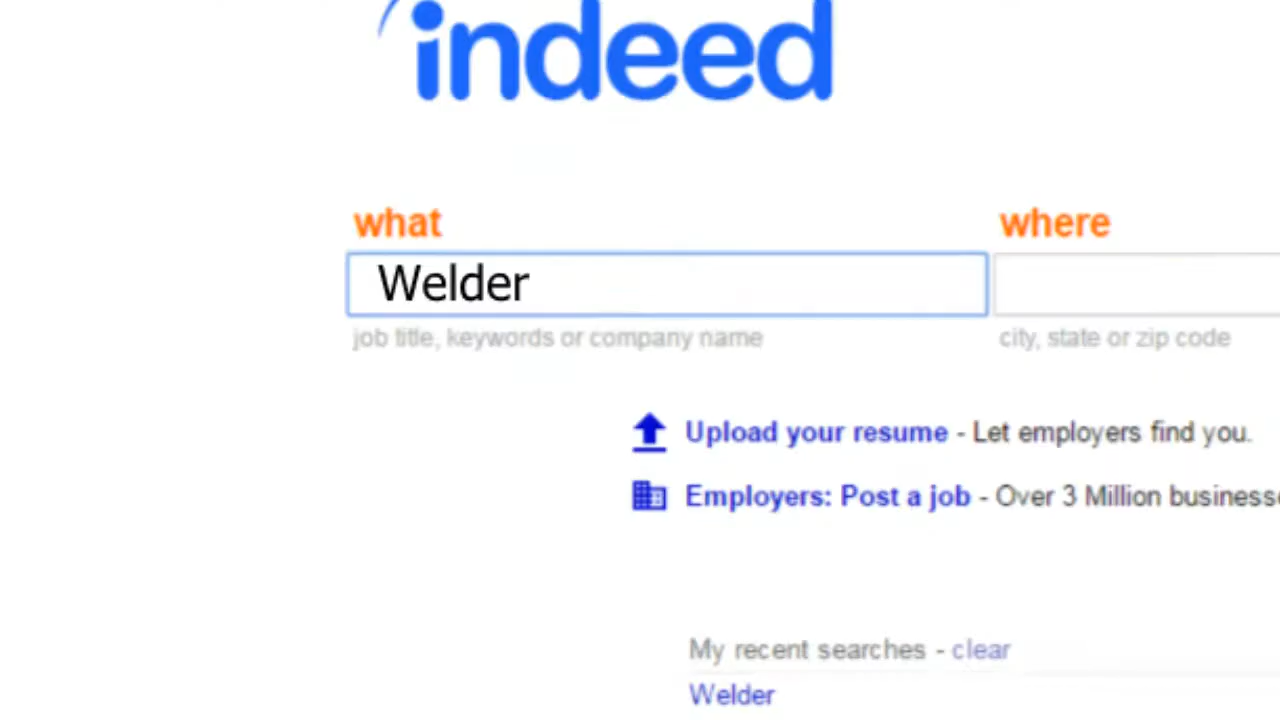 indeed
what where
Welder
job title, keywords or company name city, state or zip code
Upload your resume - Let employers find you.
Employers: Post a job - Over 3 Million
My recent searches - clear
Welder